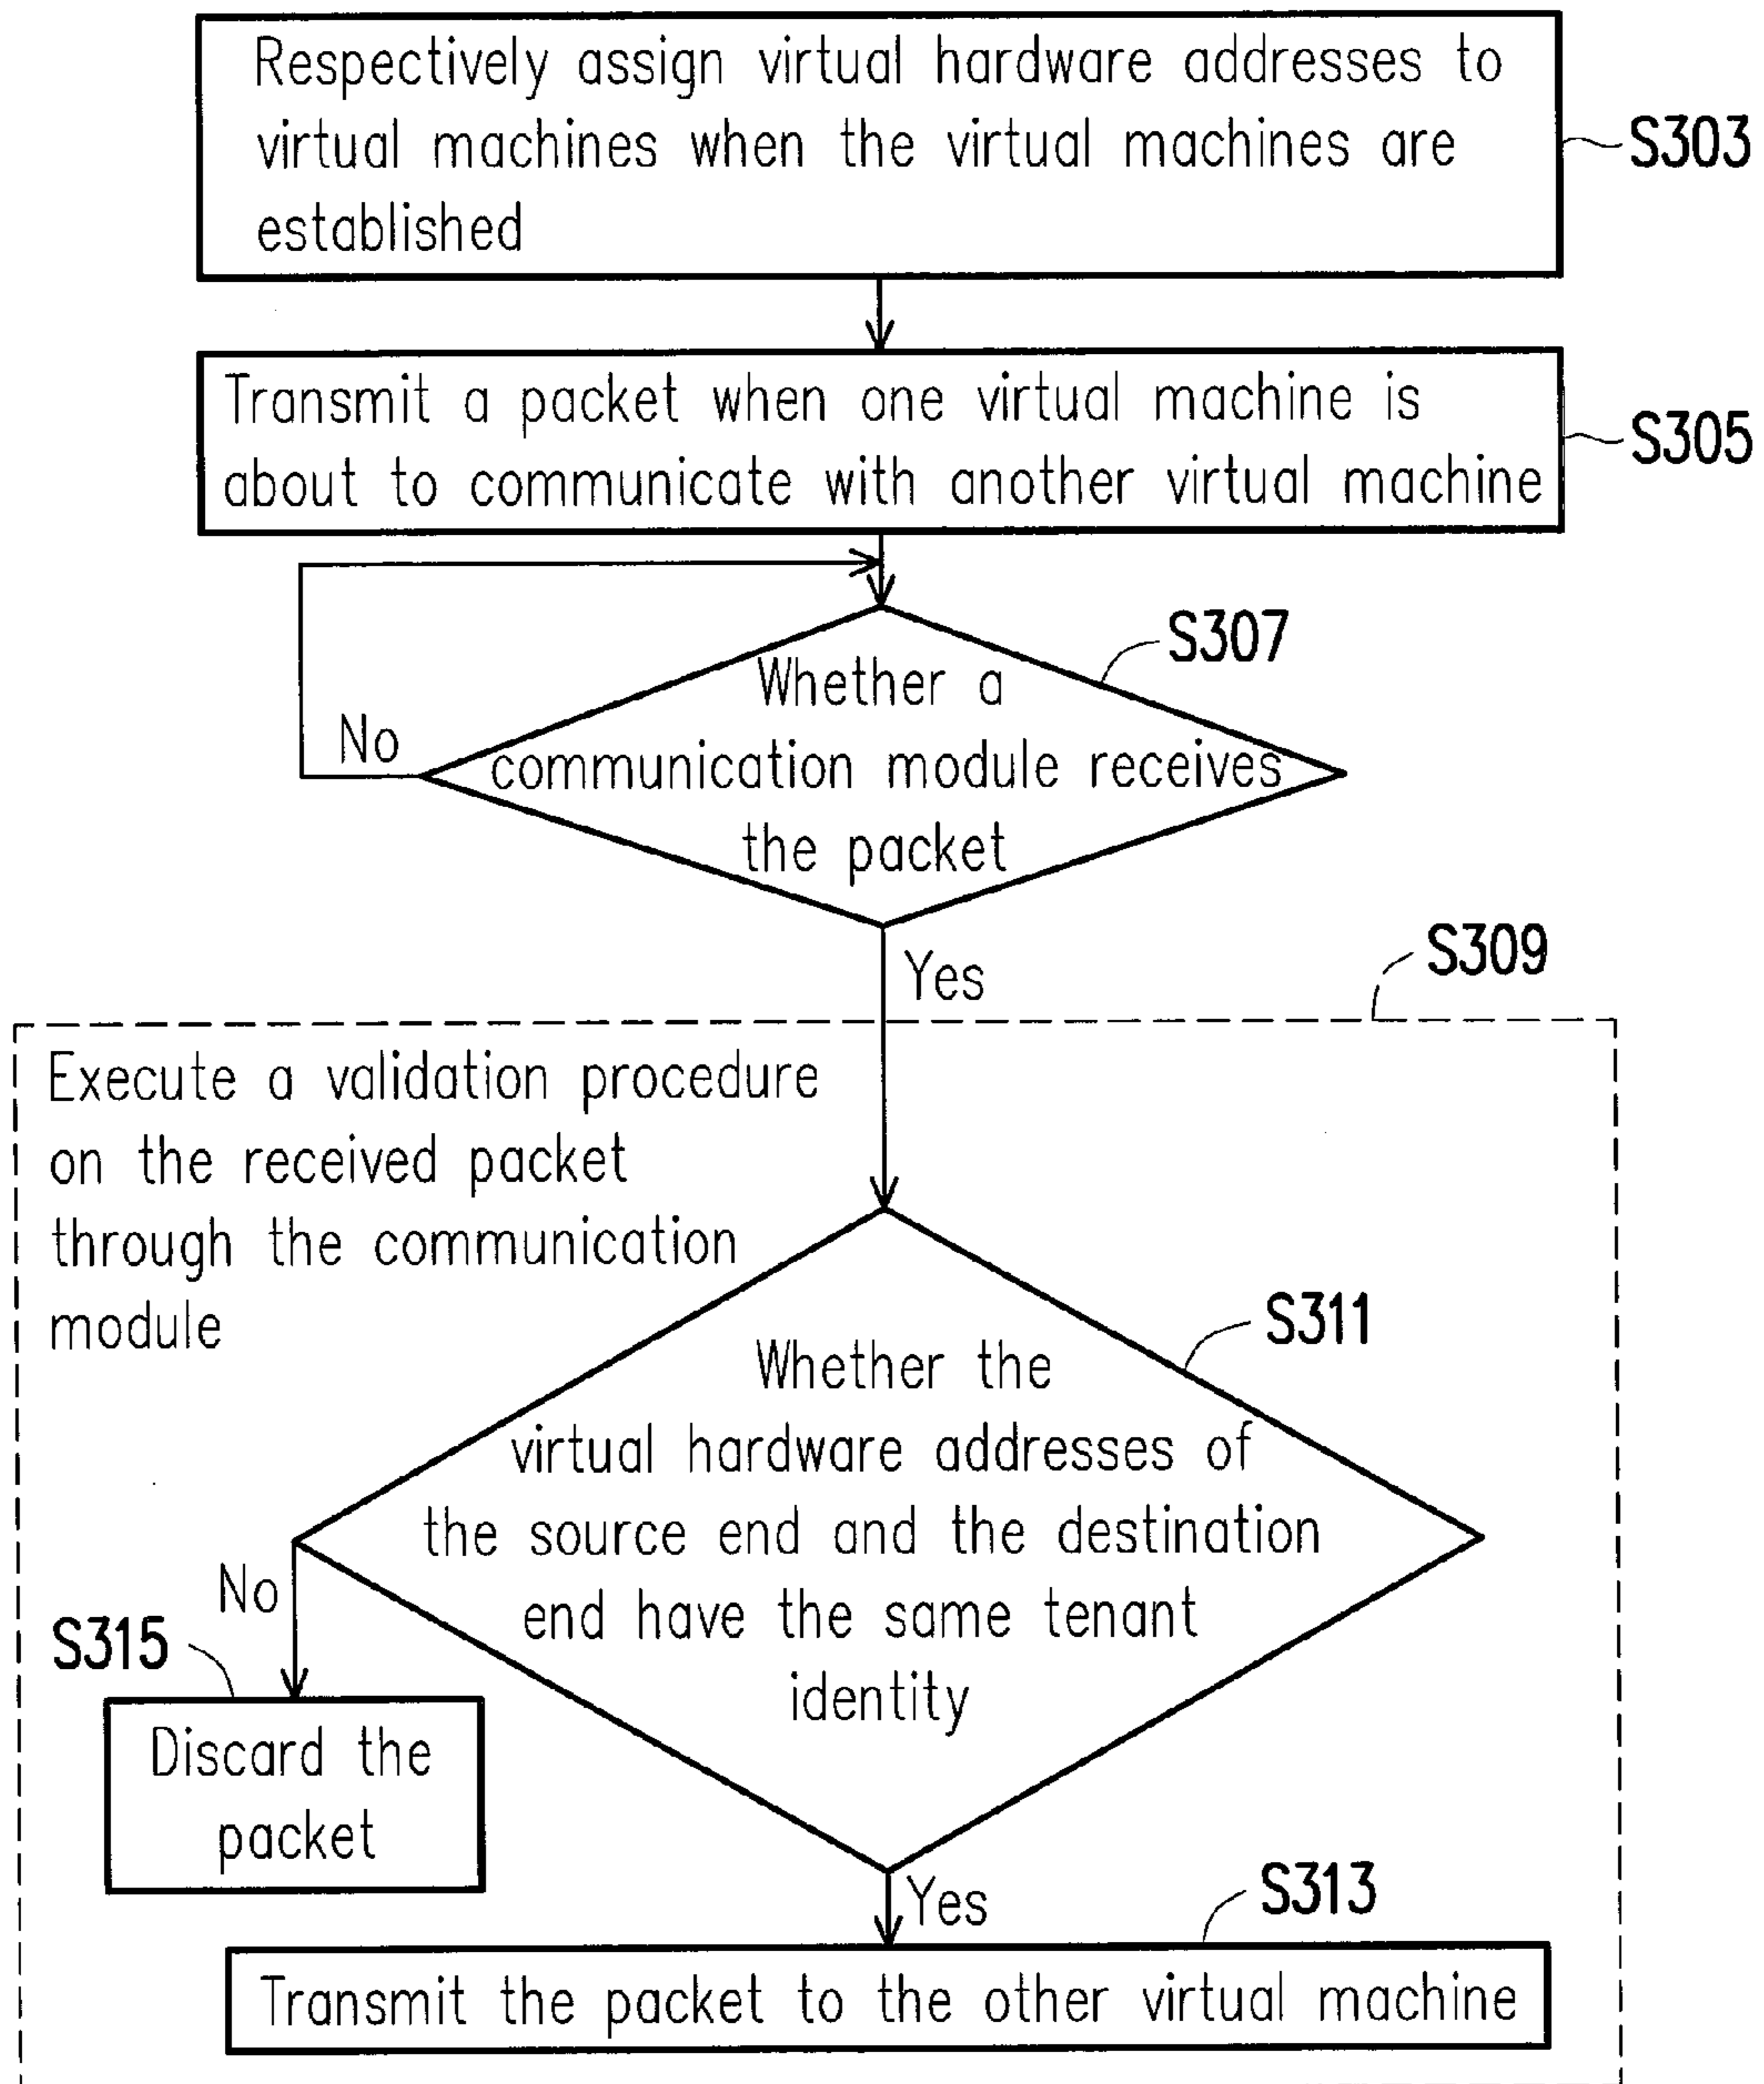 Respectively assign virtual hardware addresses to
virtual machines when the virtual machines are
established
S303
Transmit a packet when one virtual machine is
about to communicate with another virtual machine
S305
S307
Whether a
communication module receives
the packet
No
Yes
S309
Execute a validation procedure
on the received packet
through the communication
module
S311
Whether the
virtual hardware addresses of
the source end and the destination
end have the same tenant
identity
No
S315
Discard the
packet
Yes
S313
Transmit the packet to the other virtual machine